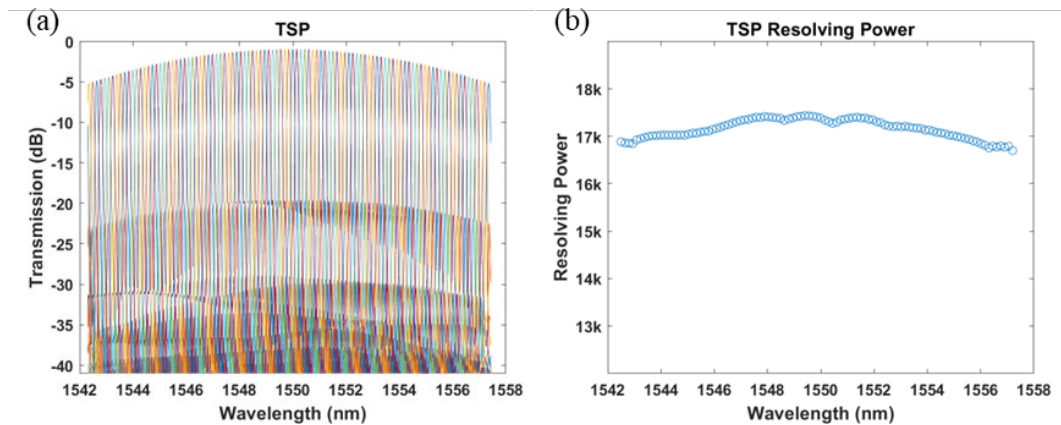 (a)
TSP
0
-5
-10
-15
-20
-25
-30
-35
-40
Transmission (dB)
1542 1544 1546 1548 1550 1552 1554 1556 1558
Wavelength (nm)
(b)
TSP Resolving Power
18k
17k
16k
15k
14k
13k
Resolving Power
1542 1544 1546 1548 1550 1552 1554 1556 1558
Wavelength (nm)